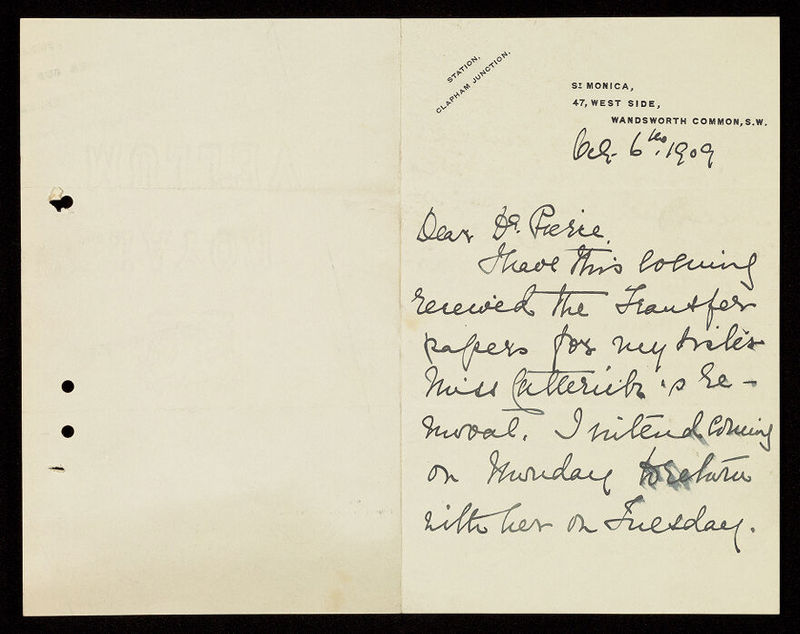 STATION,
CLAPHAM JUNCTION.
ST MONICA,
47, WEST SIDE,
WANDSWORTH COMMON, S.W.
6th. 1909
Dear Dr. Pierce,
I have this evening
received the Transfer
papers for my sister
Miss Catterick's re-
moval. I intend coming
on Monday to return
with her on Tuesday.